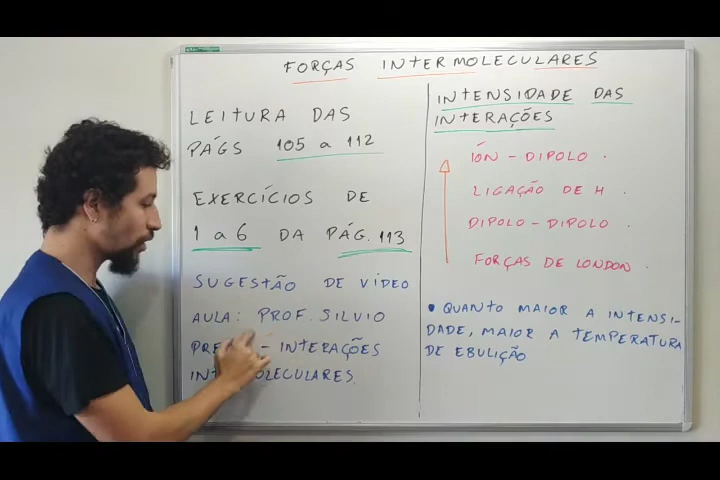 FORÇAS INTERMOLECULARES
LEITURA DAS
PÁGS 105 a 112
EXERCÍCIOS DE
1 a 6 DA PÁG. 113
SUGESTÃO DE VÍDEO
AULA: PROF. SILVIO
- INTERAÇÕES
INTERMOLECULARES.
INTENSIDADE DAS
INTERAÇÕES
ÍON - DIPOLO .
LIGAÇÃO DE H .
DIPOLO - DIPOLO .
FORÇAS DE LONDON .
• QUANTO MAIOR A INTENSI-
DADE, MAIOR A TEMPERATURA
DE EBULIÇÃO